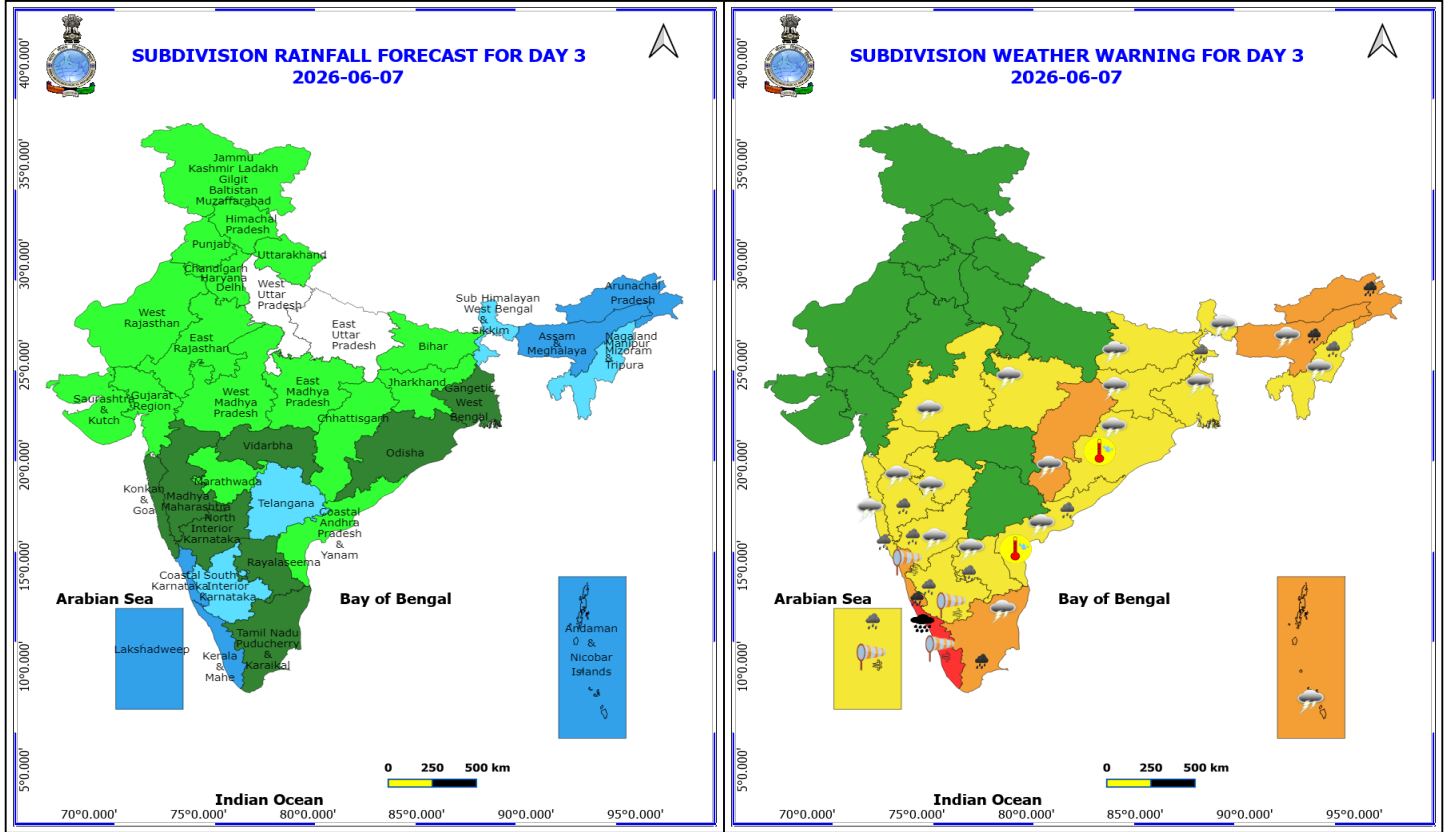 SUBDIVISION RAINFALL FORECAST FOR DAY 3
2026-06-07
40°0.000'
35°0.000'
30°0.000'
25°0.000'
20°0.000'
15°0.000'
10°0.000'
5°0.000'
Jammu
Kashmir Ladakh
Gilgit
Baltistan
Muzaffarabad
Himachal
Pradesh
Punjab
Uttarakhand
Chandigarh
Haryana
Delhi
West
Uttar
Pradesh
East
Uttar
Pradesh
West
Rajasthan
East
Rajasthan
Sub Himalayan
West Bengal
&
Sikkim
Arunachal
Pradesh
Assam
&
Meghalaya
Nagaland
Manipur
Mizoram
&
Tripura
Bihar
Jharkhand
Gangetic
West
Bengal
Saurashtra
&
Kutch
Gujarat
Region
West
Madhya
Pradesh
East
Madhya
Pradesh
Chhattisgarh
Odisha
Vidarbha
Marathwada
Konkan
&
Goa
Madhya
Maharashtra
North
Interior
Karnataka
Telangana
Coastal
Andhra
Pradesh
&
Yanam
Rayalaseema
Coastal
Karnataka
South
Interior
Karnataka
Tamil Nadu
Puducherry
&
Karaikal
Kerala
&
Mahe
Lakshadweep
Andaman
&
Nicobar
Islands
Arabian Sea
Bay of Bengal
0 250 500 km
Indian Ocean
70°0.000' 75°0.000' 80°0.000' 85°0.000' 90°0.000' 95°0.000'
SUBDIVISION WEATHER WARNING FOR DAY 3
2026-06-07
40°0.000'
35°0.000'
30°0.000'
25°0.000'
20°0.000'
15°0.000'
10°0.000'
5°0.000'
Arabian Sea
Bay of Bengal
0 250 500 km
Indian Ocean
70°0.000' 75°0.000' 80°0.000' 85°0.000' 90°0.000' 95°0.000'